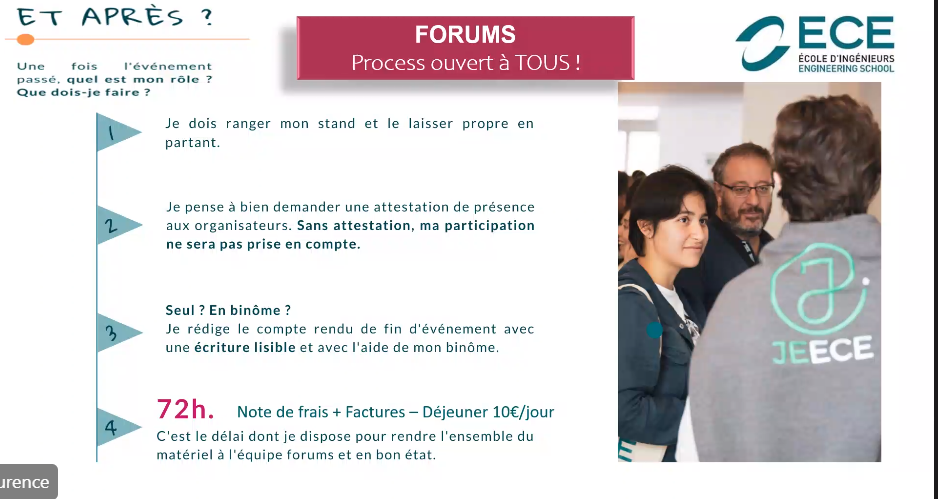 ET APRÈS ?
Une fois l'événement
passé, quel est mon rôle ?
Que dois-je faire ?
FORUMS
Process ouvert à TOUS !
ECE
ÉCOLE D'INGÉNIEURS
ENGINEERING SCHOOL
1
Je dois ranger mon stand et le laisser propre en
partant.
2
Je pense à bien demander une attestation de présence
aux organisateurs. Sans attestation, ma participation
ne sera pas prise en compte.
3
Seul ? En binôme ?
Je rédige le compte rendu de fin d'événement avec
une écriture lisible et avec l'aide de mon binôme.
4
72h. Note de frais + Factures – Déjeuner 10€/jour
C'est le délai dont je dispose pour rendre l'ensemble du
matériel à l'équipe forums et en bon état.
JEECE
urence